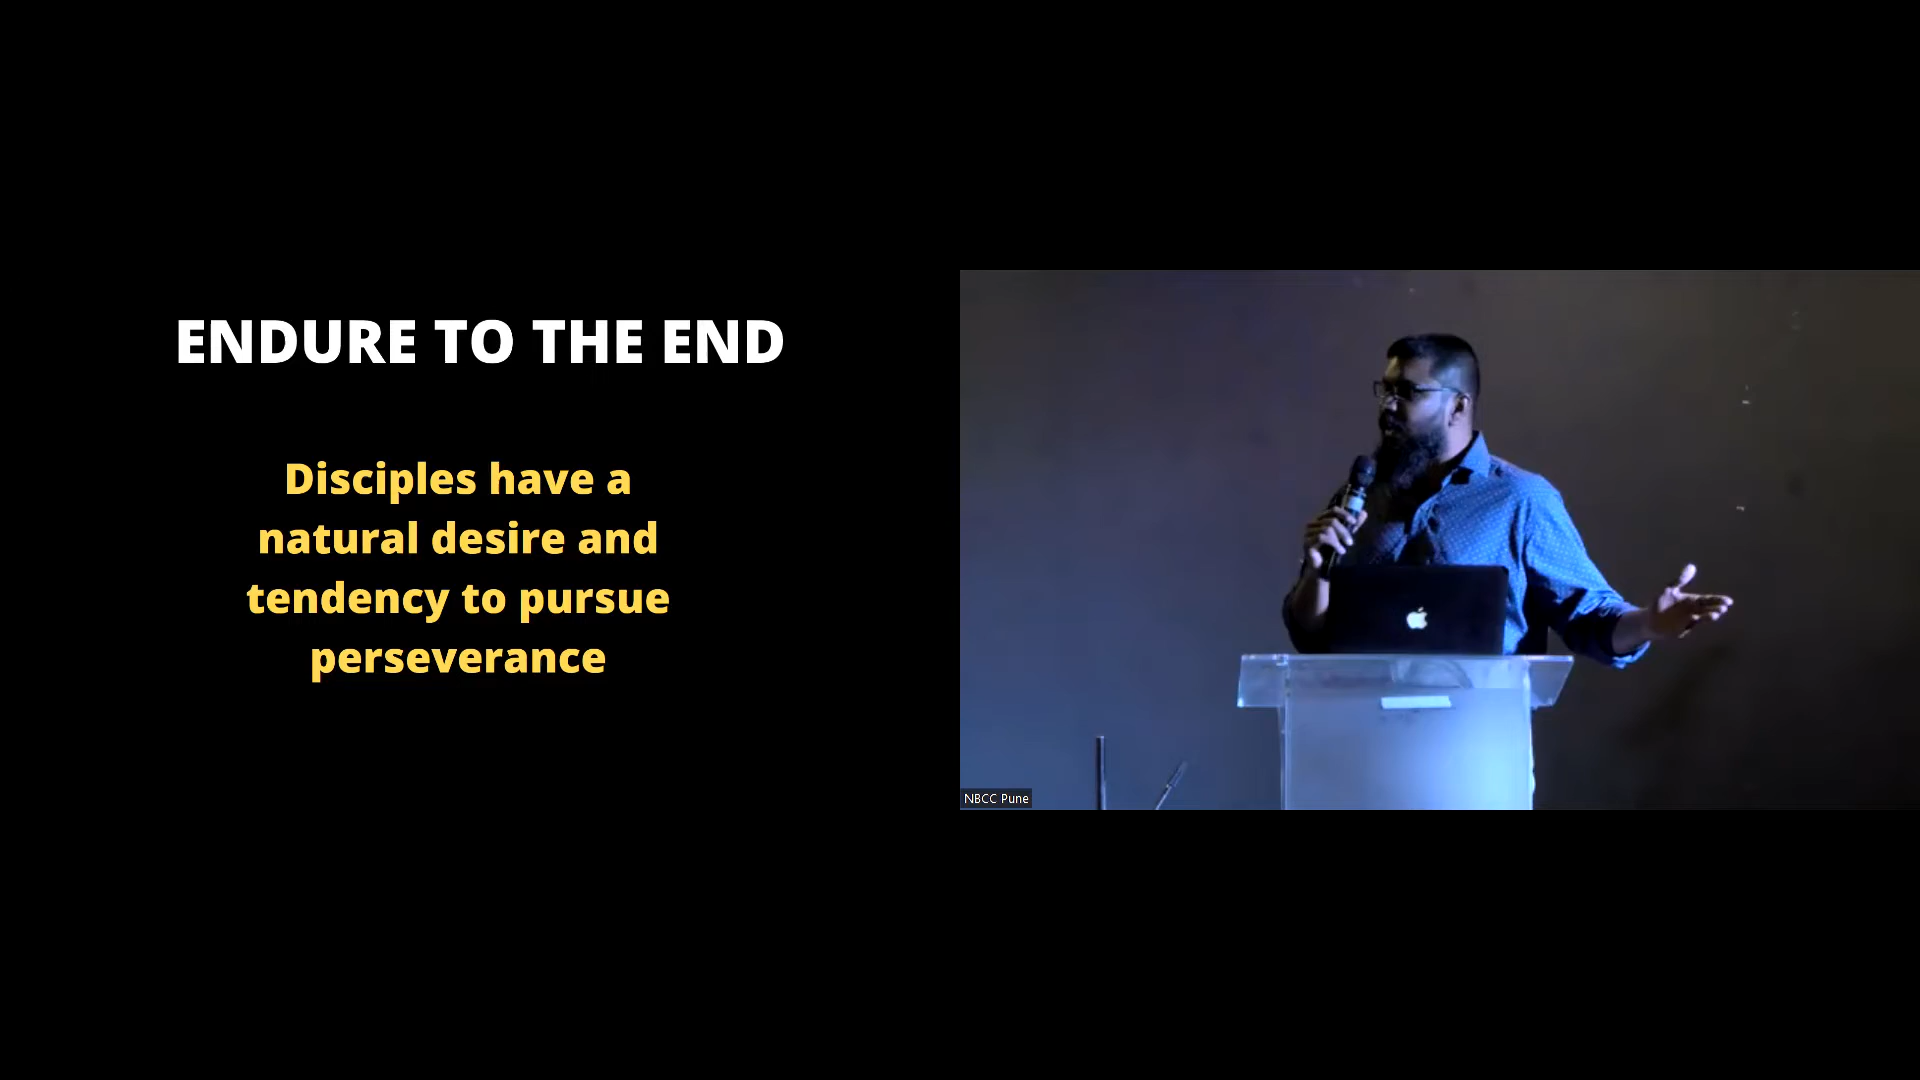 ENDURE TO THE END
Disciples have a
natural desire and
tendency to pursue
perseverance
NBCC Pune